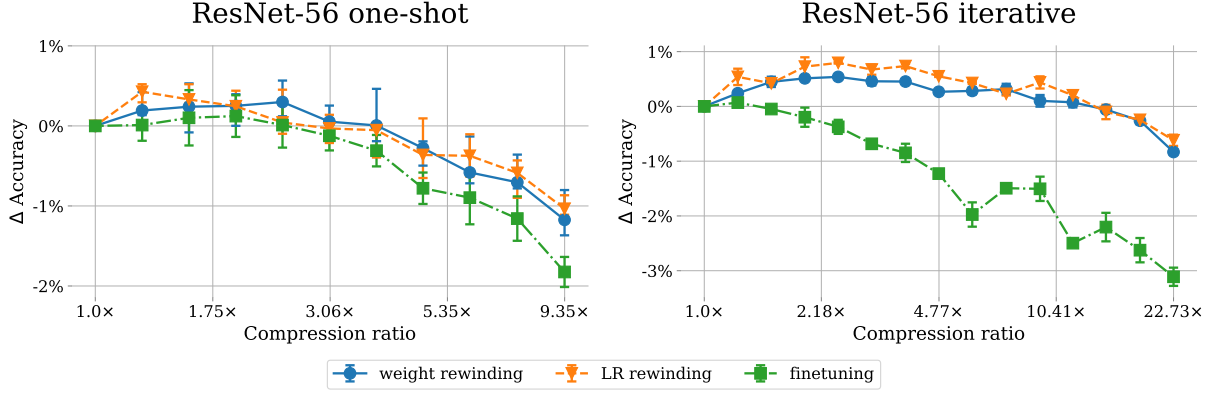 ResNet-56 one-shot
1%
0%
-1%
-2%
Δ Accuracy
1.0×
1.75×
3.06×
5.35×
9.35×
Compression ratio
ResNet-56 iterative
1%
0%
-1%
-2%
-3%
Δ Accuracy
1.0×
2.18×
4.77×
10.41×
22.73×
Compression ratio
weight rewinding
LR rewinding
finetuning